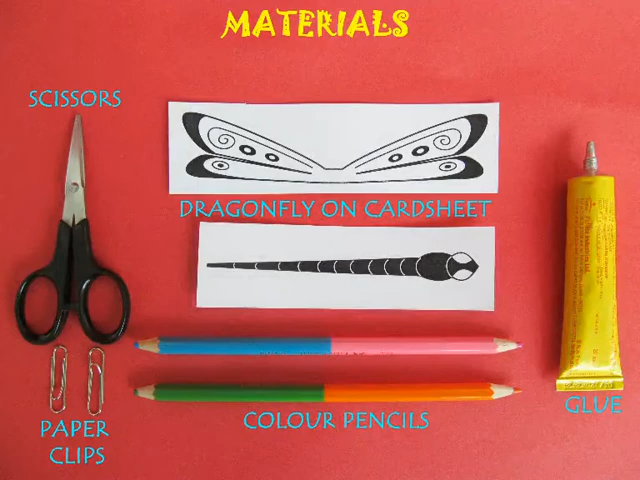 MATERIALS
SCISSORS
DRAGONFLY ON CARDSHEET
COLOUR PENCILS
GLUE
PAPER
CLIPS